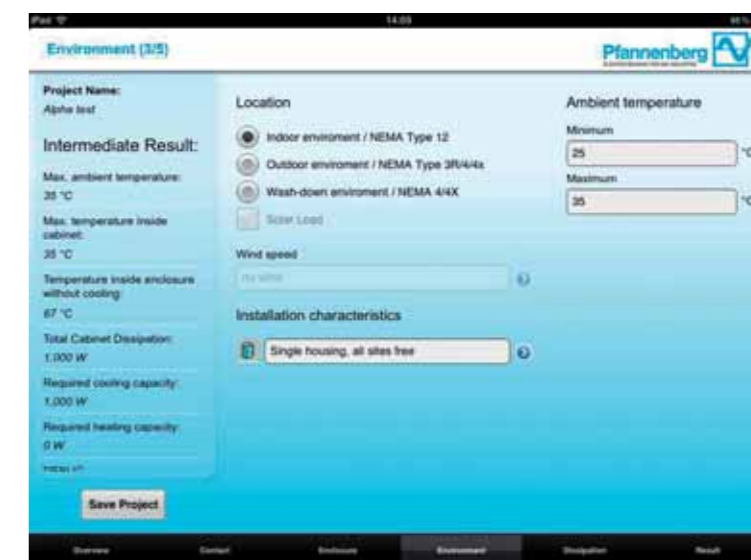 iPad
14:05
Environment (3/5)
Pfannenberg
Project Name:
Alpha test
Intermediate Result:
Max. ambient temperature:
35 °C
Max. temperature inside
cabinet:
35 °C
Temperature inside enclosure
without cooling:
67 °C
Total Cabinet Dissipation:
1.000 W
Required cooling capacity:
1.000 W
Required heating capacity:
0 W
Save Project
Location
Indoor enviroment / NEMA Type 12
Outdoor enviroment / NEMA Type 3R/4/4x
Wash-down enviroment / NEMA 4/4X
Solar Load
Wind speed
no wind
Installation characteristics
Single housing, all sites free
Ambient temperature
Minimum
25 °C
Maximum
35 °C
Overview Contact Enclosure Environment Dissipation Result